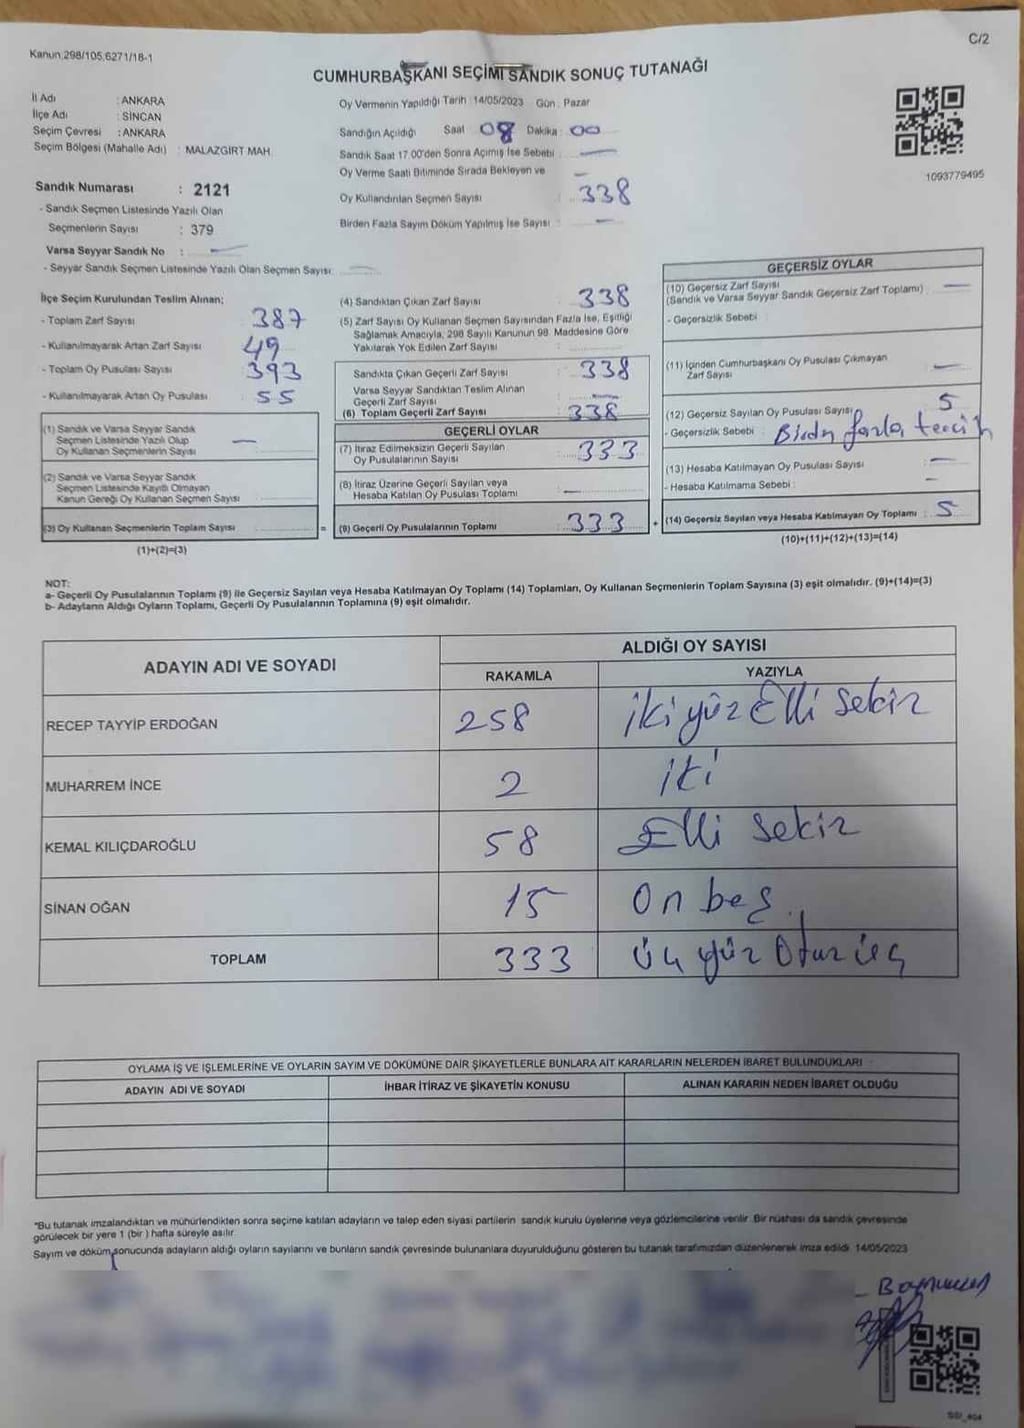 Kanun.298/105.6271/18-1
C/2
CUMHURBAŞKANI SEÇİMİ SANDIK SONUÇ TUTANAĞI
İl Adı : ANKARA
İlçe Adı : SİNCAN
Seçim Çevresi : ANKARA
Seçim Bölgesi (Mahalle Adı) : MALAZGİRT MAH.
Oy Vermenin Yapıldığı Tarih : 14/05/2023 Gün : Pazar
Sandığın Açıldığı Saat 08 Dakika : 00
Sandık Saat 17.00'den Sonra Açılmış İse Sebebi : —
Oy Verme Saati Bitiminde Sırada Bekleyen ve
Oy Kullandırılan Seçmen Sayısı : 338
Birden Fazla Sayım Döküm Yapılmış İse Sayısı : —
1093779495
Sandık Numarası : 2121
- Sandık Seçmen Listesinde Yazılı Olan
Seçmenlerin Sayısı : 379
Varsa Seyyar Sandık No : —
- Seyyar Sandık Seçmen Listesinde Yazılı Olan Seçmen Sayısı: —
İlçe Seçim Kurulundan Teslim Alınan;
- Toplam Zarf Sayısı 387
- Kullanılmayarak Artan Zarf Sayısı 49
- Toplam Oy Pusulası Sayısı 393
- Kullanılmayarak Artan Oy Pusulası 55
(1) Sandık ve Varsa Seyyar Sandık
Seçmen Listesinde Yazılı Olup
Oy Kullanan Seçmenlerin Sayısı —
(2) Sandık ve Varsa Seyyar Sandık
Seçmen Listesinde Kayıtlı Olmayan
Kanun Gereği Oy Kullanan Seçmen Sayısı
(3) Oy Kullanan Seçmenlerin Toplam Sayısı =
(1)+(2)=(3)
(4) Sandıktan Çıkan Zarf Sayısı 338
(5) Zarf Sayısı Oy Kullanan Seçmen Sayısından Fazla İse, Eşitliği
Sağlamak Amacıyla, 298 Sayılı Kanunun 98. Maddesine Göre
Yakılarak Yok Edilen Zarf Sayısı :
Sandıkta Çıkan Geçerli Zarf Sayısı : 338
Varsa Seyyar Sandıktan Teslim Alınan
Geçerli Zarf Sayısı
(6) Toplam Geçerli Zarf Sayısı 338
GEÇERLİ OYLAR
(7) İtiraz Edilmeksizin Geçerli Sayılan
Oy Pusulalarının Sayısı : 333
(8) İtiraz Üzerine Geçerli Sayılan veya
Hesaba Katılan Oy Pusulası Toplamı : —
(9) Geçerli Oy Pusulalarının Toplamı : 333 +
GEÇERSİZ OYLAR
(10) Geçersiz Zarf Sayısı
(Sandık ve Varsa Seyyar Sandık Geçersiz Zarf Toplamı) : —
- Geçersizlik Sebebi :
(11) İçinden Cumhurbaşkanı Oy Pusulası Çıkmayan
Zarf Sayısı —
(12) Geçersiz Sayılan Oy Pusulası Sayısı 5
- Geçersizlik Sebebi : Birden fazla tercih
(13) Hesaba Katılmayan Oy Pusulası Sayısı —
- Hesaba Katılmama Sebebi : —
(14) Geçersiz Sayılan veya Hesaba Katılmayan Oy Toplamı : 5
(10)+(11)+(12)+(13)=(14)
NOT:
a- Geçerli Oy Pusulalarının Toplamı (9) ile Geçersiz Sayılan veya Hesaba Katılmayan Oy Toplamı (14) Toplamları, Oy Kullanan Seçmenlerin Toplam Sayısına (3) eşit olmalıdır. (9)+(14)=(3)
b- Adayların Aldığı Oyların Toplamı, Geçerli Oy Pusulalarının Toplamına (9) eşit olmalıdır.
ADAYIN ADI VE SOYADI
ALDIĞI OY SAYISI
RAKAMLA YAZIYLA
RECEP TAYYİP ERDOĞAN 258 iki yüz Elli sekiz
MUHARREM İNCE 2 iki
KEMAL KILIÇDAROĞLU 58 Elli sekiz
SİNAN OĞAN 15 On beş
TOPLAM 333 Üç yüz Otuz üç
OYLAMA İŞ VE İŞLEMLERİNE VE OYLARIN SAYIM VE DÖKÜMÜNE DAİR ŞİKAYETLERLE BUNLARA AİT KARARLARIN NELERDEN İBARET BULUNDUKLARI
ADAYIN ADI VE SOYADI İHBAR İTİRAZ VE ŞİKAYETİN KONUSU ALINAN KARARIN NEDEN İBARET OLDUĞU
*Bu tutanak imzalandıktan ve mühürlendikten sonra seçime katılan adayların ve talep eden siyasi partilerin sandık kurulu üyelerine veya gözlemcilerine verilir. Bir nüshası da sandık çevresinde
görülecek bir yere 1 (bir) hafta süreyle asılır.
Sayım ve döküm sonucunda adayların aldığı oyların sayılarını ve bunların sandık çevresinde bulunanlara duyurulduğunu gösteren bu tutanak tarafımızdan düzenlenerek imza edildi. 14/05/2023